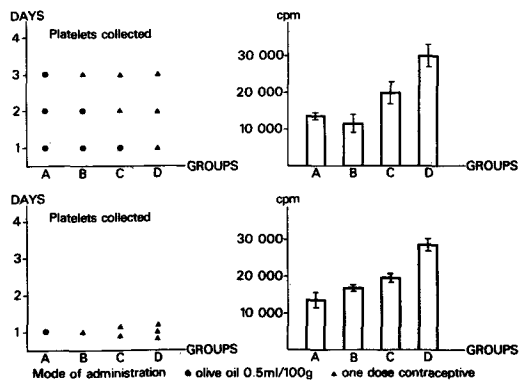 DAYS
4
Platelets collected
3
2
1
A B C D GROUPS
cpm
30 000
20 000
10 000
A B C D GROUPS
DAYS
4
Platelets collected
3
2
1
A B C D GROUPS
cpm
30 000
20 000
10 000
A B C D GROUPS
Mode of administration ● olive oil 0.5ml/100g ▲ one dose contraceptive